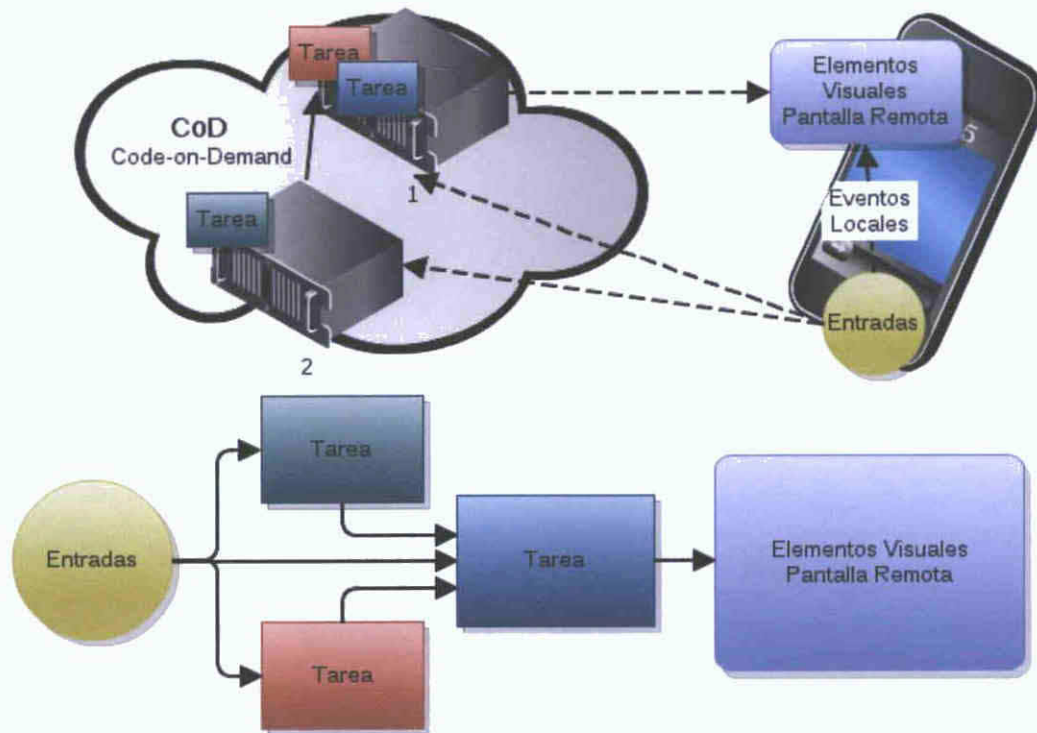 Tarea
Tarea
CoD
Code-on-Demand
Tarea
1
2
Elementos
Visuales
Pantalla Remota
5
Eventos
Locales
Entradas
Tarea
Entradas
Tarea
Elementos Visuales
Pantalla Remota
Tarea